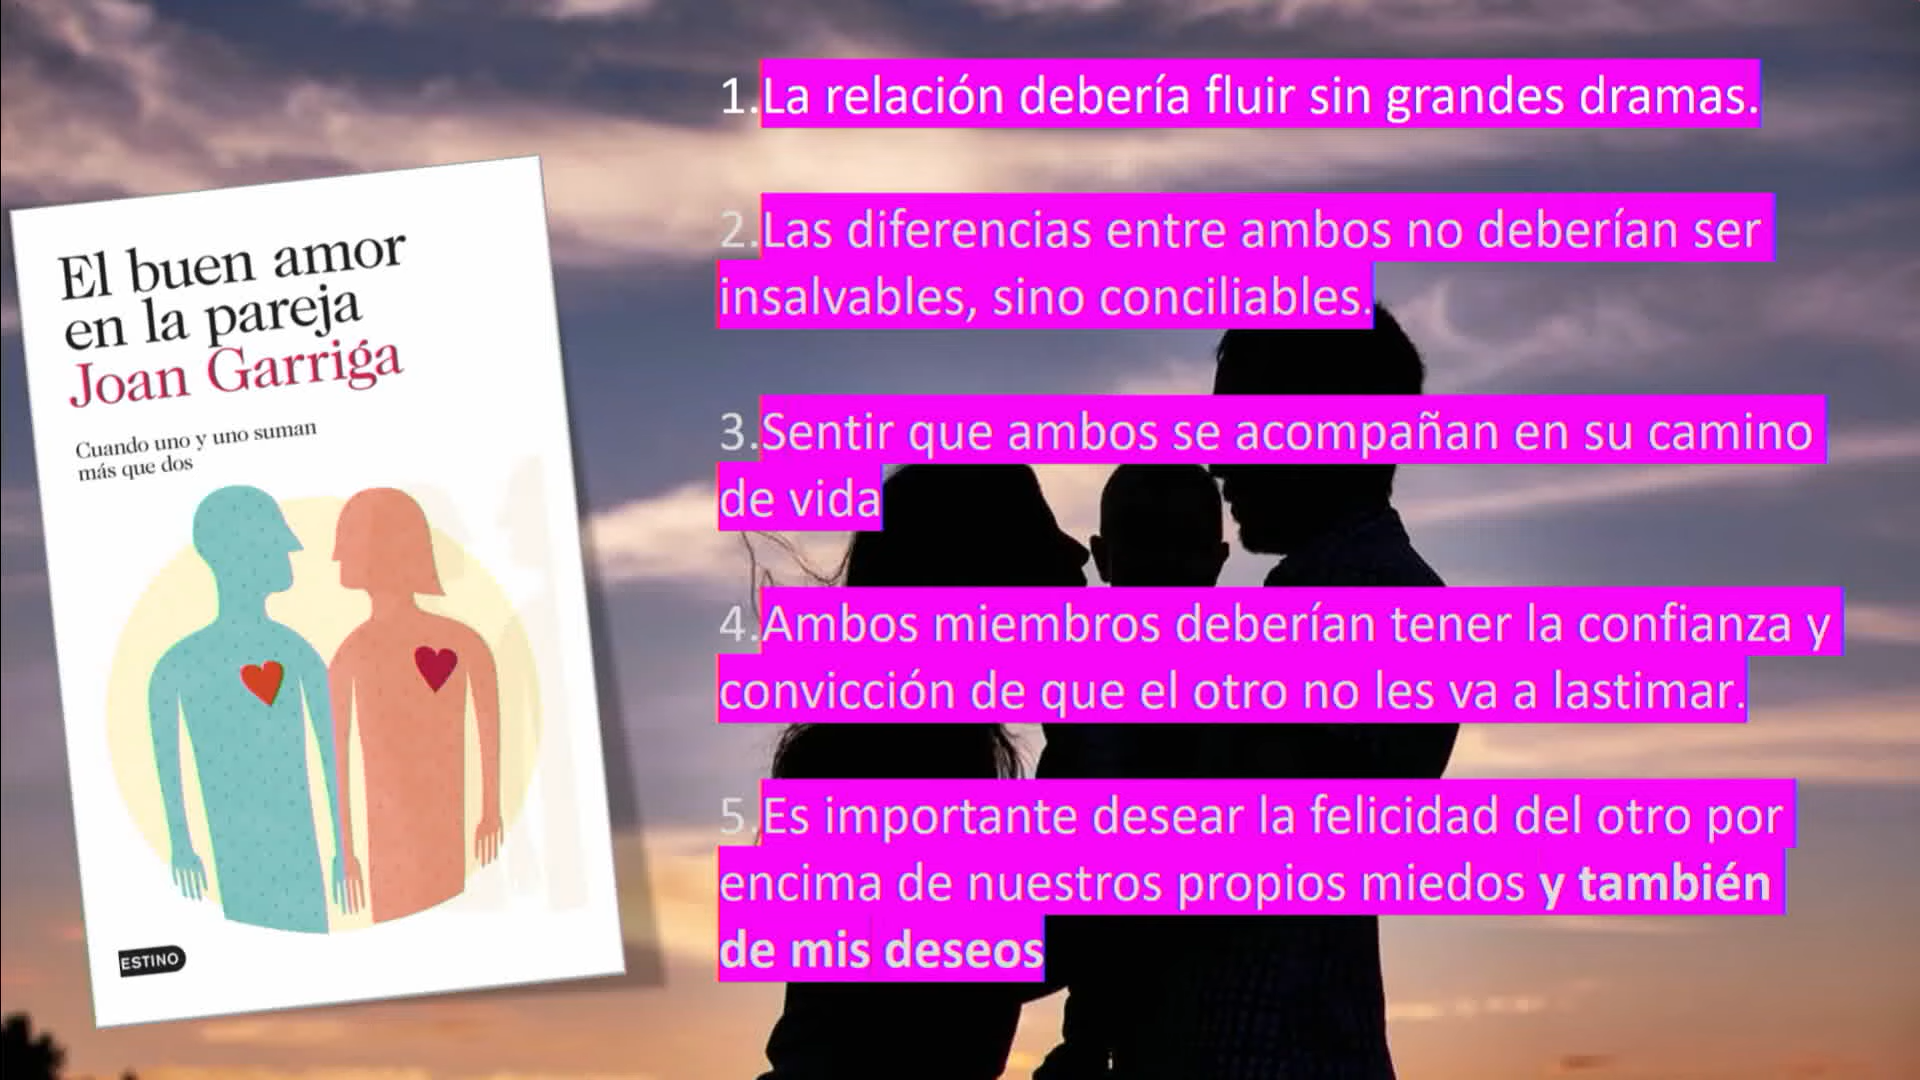 El buen amor
en la pareja
Joan Garriga
Cuando uno y uno suman
más que dos
ESTINO
1.La relación debería fluir sin grandes dramas.
2.Las diferencias entre ambos no deberían ser
insalvables, sino conciliables.
3.Sentir que ambos se acompañan en su camino
de vida
4.Ambos miembros deberían tener la confianza y
convicción de que el otro no les va a lastimar.
5.Es importante desear la felicidad del otro por
encima de nuestros propios miedos y también
de mis deseos